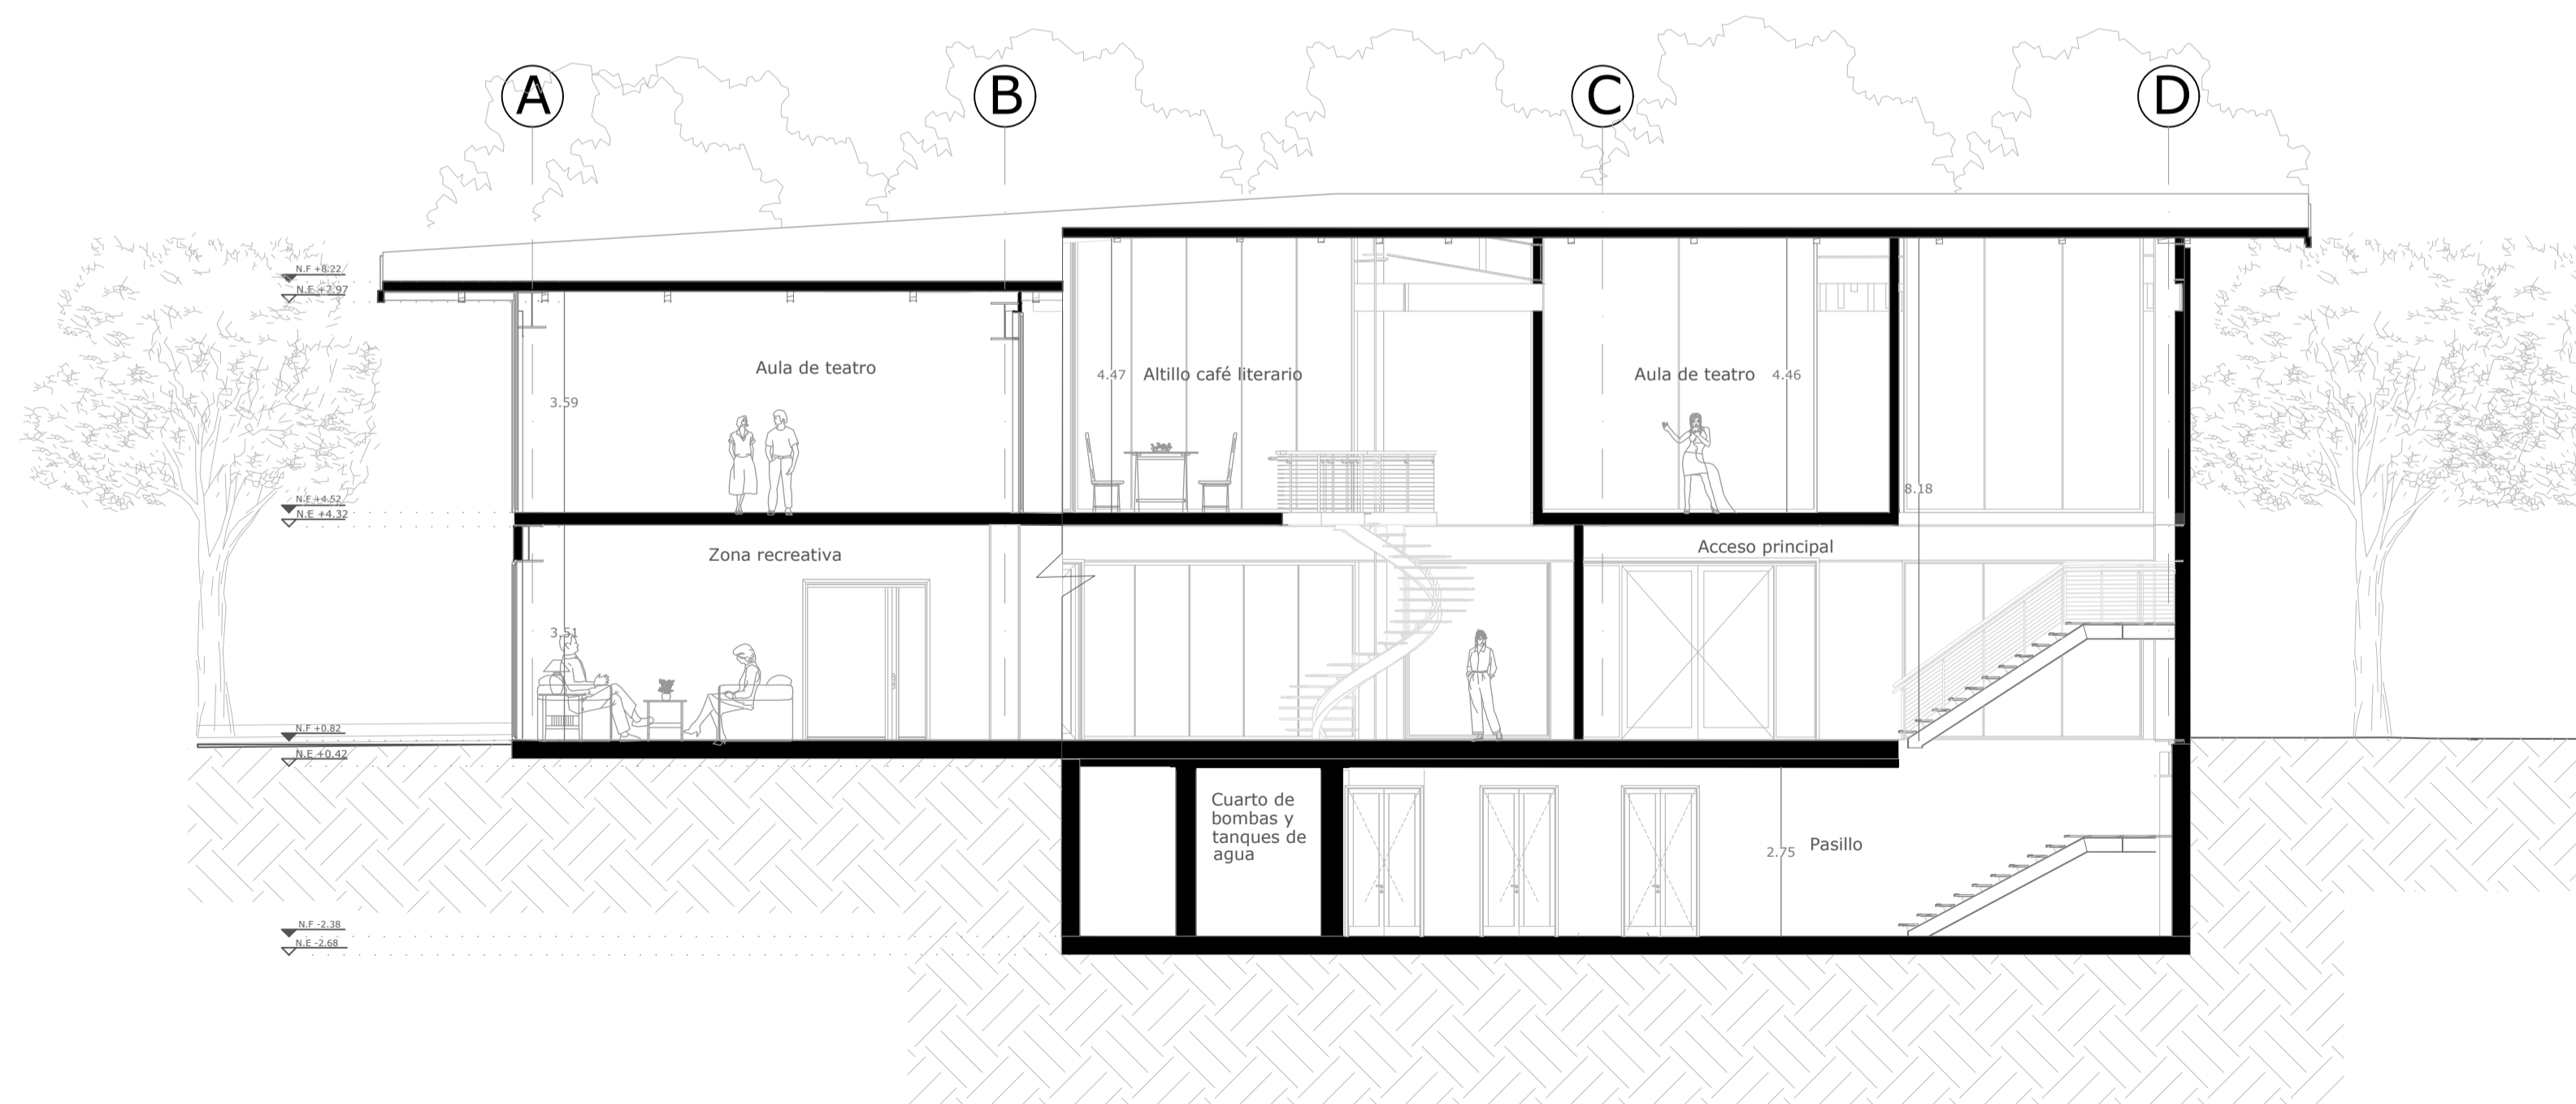 A
B
C
D
N.F +8.22
N.E +7.97
Aula de teatro
4.47
Altillo café literario
Aula de teatro
4.46
3.59
8.18
N.F +4.52
N.E +4.32
Zona recreativa
Acceso principal
3.51
N.F +0.82
N.E +0.42
Cuarto de
bombas y
tanques de
agua
2.75
Pasillo
N.F -2.38
N.E -2.68